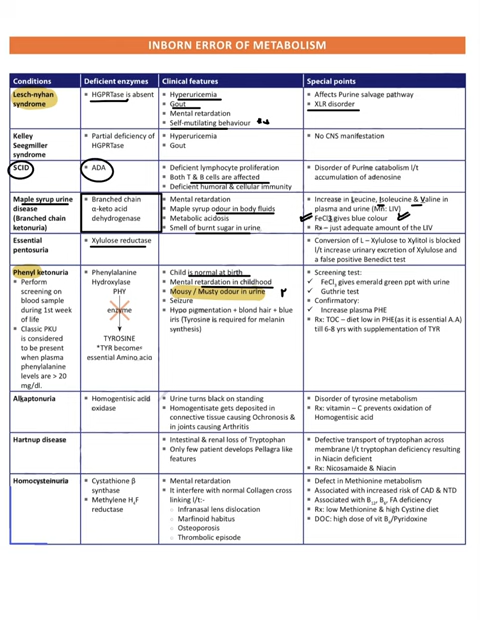 INBORN ERROR OF METABOLISM
Conditions Deficient enzymes Clinical features Special points
Lesch-nyhan syndrome
HGPRTase is absent
Hyperuricemia
Gout
Mental retardation
Self-mutilating behaviour
Affects Purine salvage pathway
XLR disorder
Kelley
Seegmiller
syndrome
Partial deficiency of
HGPRTase
Hyperuricemia
Gout
No CNS manifestation
SCID
ADA
Deficient lymphocyte proliferation
Both T & B cells are affected
Deficient humoral & cellular immunity
Disorder of Purine catabolism l/t
accumulation of adenosine
Maple syrup urine
disease
(Branched chain
ketonuria)
Branched chain
α-keto acid
dehydrogenase
Mental retardation
Maple syrup odour in body fluids
Metabolic acidosis
Smell of burnt sugar in urine
Increase in Leucine, Isoleucine & Valine in
plasma and urine (Mn: LIV)
FeCl3 gives blue colour
Rx – just adequate amount of the LIV
Essential
pentosuria
Xylulose reductase
Conversion of L - Xylulose to Xylitol is blocked
l/t increase urinary excretion of Xylulose and
a false positive Benedict test
Phenyl ketonuria
Perform
screening on
blood sample
during 1st week
of life
Classic PKU
is considered
to be present
when plasma
phenylalanine
levels are > 20
mg/dl.
Phenylalanine
Hydroxylase
PHY
enzyme
TYROSINE
*TYR become
essential Amino acid
Child is normal at birth
Mental retardation in childhood
Mousy / Musty odour in urine
Seizure
Hypo pigmentation + blond hair + blue
iris (Tyrosine is required for melanin
synthesis)
Screening test:
FeCl3 gives emerald green ppt with urine
Guthrie test
Confirmatory:
Increase plasma PHE
Rx: TOC – diet low in PHE(as it is essential A.A)
till 6-8 yrs with supplementation of TYR
Alkaptonuria
Homogentisic acid
oxidase
Urine turns black on standing
Homogentisate gets deposited in
connective tissue causing Ochronosis &
in joints causing Arthritis
Disorder of tyrosine metabolism
Rx: vitamin – C prevents oxidation of
Homogentisic acid
Hartnup disease
Intestinal & renal loss of Tryptophan
Only few patient develops Pellagra like
features
Defective transport of tryptophan across
membrane l/t tryptophan deficiency resulting
in Niacin deficient
Rx: Nicosamaide & Niacin
Homocysteinuria
Cystathione β
synthase
Methylene H4F
reductase
Mental retardation
It interfere with normal Collagen cross
linking l/t:-
Infranasal lens dislocation
Marfinoid habitus
Osteoporosis
Thrombolic episode
Defect in Methionine metabolism
Associated with increased risk of CAD & NTD
Associated with B12, B6, FA deficiency
Rx: low Methionine & high Cystine diet
DOC: high dose of vit B6/Pyridoxine